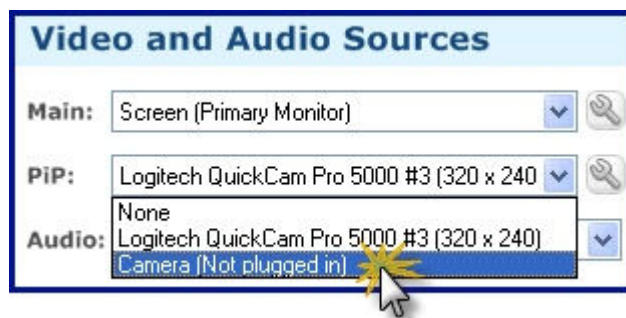 Video and Audio Sources
Main: Screen (Primary Monitor)
PiP: Logitech QuickCam Pro 5000 #3 (320 x 240
None
Audio: Logitech QuickCam Pro 5000 #3 (320 x 240)
Camera (Not plugged in)